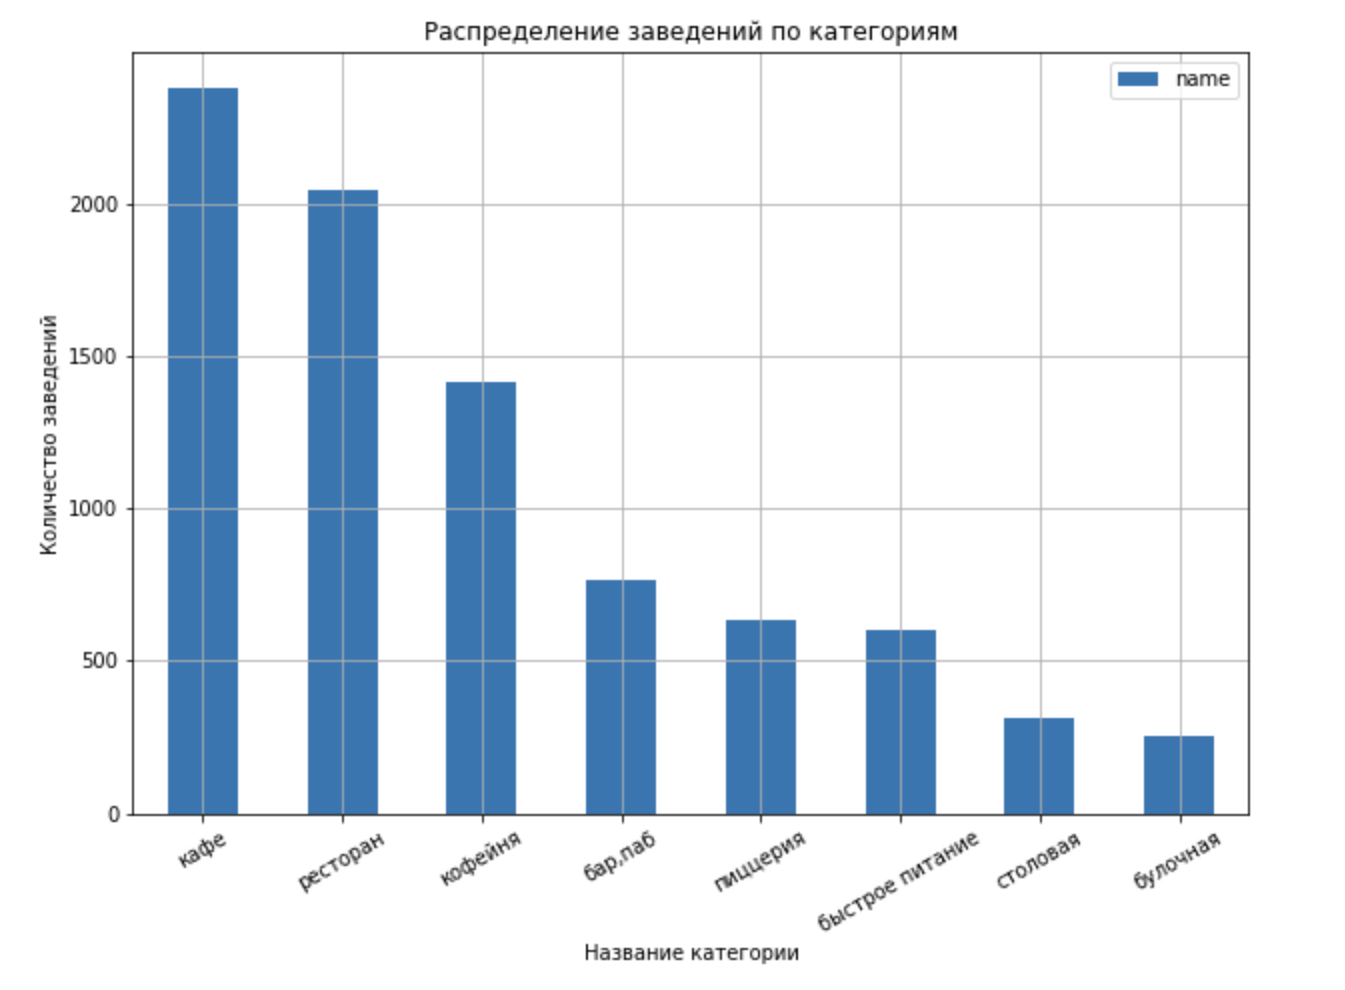 Распределение заведений по категориям
name
Количество заведений
2000
1500
1000
500
0
кафе
ресторан
кофейня
бар,паб
пиццерия
быстрое питание
столовая
булочная
Название категории